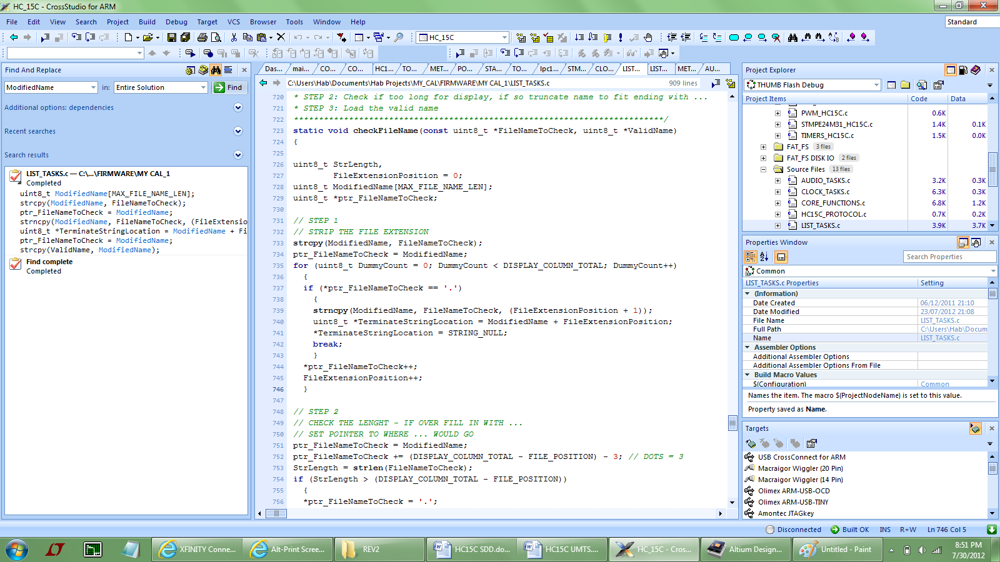 HC_15C - CrossStudio for ARM
File Edit View Search Project Build Debug Target VCS Browser Tools Window Help
Standard
HC_15C
Find And Replace
ModifiedName in: Entire Solution Find
Additional options: dependencies
Recent searches
Search results
LIST_TASKS.c — C:\...\FIRMWARE\MY CAL_1
Completed
uint8_t ModifiedName[MAX_FILE_NAME_LEN];
strcpy(ModifiedName, FileNameToCheck);
ptr_FileNameToCheck = ModifiedName;
strncpy(ModifiedName, FileNameToCheck, (FileExtensio
uint8_t *TerminateStringLocation = ModifiedName + Fi
ptr_FileNameToCheck = ModifiedName;
strcpy(ValidName, ModifiedName);
Find complete
Completed
Das... mai... CO... CO... HC1... TO... MET... PO... STA... TO... lpc1... STM... CLO... LIST... LIST... MET... AU...
C:\Users\Hab\Documents\Hab Projects\MY_CAL\FIRMWARE\MY CAL_1\LIST_TASKS.c 909 lines
720 * STEP 2: Check if too long for display, if so truncate name to fit ending with ...
721 * STEP 3: Load the valid name
722 **************************************************************************/
723 static void checkFileName(const uint8_t *FileNameToCheck, uint8_t *ValidName)
724 {
725
726 uint8_t StrLength,
727 FileExtensionPosition = 0;
728 uint8_t ModifiedName[MAX_FILE_NAME_LEN];
729 uint8_t *ptr_FileNameToCheck;
730
731 // STEP 1
732 // STRIP THE FILE EXTENSION
733 strcpy(ModifiedName, FileNameToCheck);
734 ptr_FileNameToCheck = ModifiedName;
735 for (uint8_t DummyCount = 0; DummyCount < DISPLAY_COLUMN_TOTAL; DummyCount++)
736 {
737 if (*ptr_FileNameToCheck == '.')
738 {
739 strncpy(ModifiedName, FileNameToCheck, (FileExtensionPosition + 1));
740 uint8_t *TerminateStringLocation = ModifiedName + FileExtensionPosition;
741 *TerminateStringLocation = STRING_NULL;
742 break;
743 }
744 *ptr_FileNameToCheck++;
745 FileExtensionPosition++;
746 }
747
748 // STEP 2
749 // CHECK THE LENGHT - IF OVER FILL IN WITH ...
750 // SET POINTER TO WHERE ... WOULD GO
751 ptr_FileNameToCheck = ModifiedName;
752 ptr_FileNameToCheck += (DISPLAY_COLUMN_TOTAL - FILE_POSITION) - 3; // DOTS = 3
753 StrLength = strlen(FileNameToCheck);
754 if (StrLength > (DISPLAY_COLUMN_TOTAL - FILE_POSITION))
755 {
756 *ptr_FileNameToCheck = '.';
Project Explorer
THUMB Flash Debug
Project Items Code Data
PWM_HC15C.c 0.6K
STMPE24M31_HC15C.c 1.4K 0.1K
TIMERS_HC15C.c 1.5K 0.0K
FAT_FS 3 files
FAT_FS DISK IO 2 files
Source Files 13 files
AUDIO_TASKS.c 3.2K 0.3K
CLOCK_TASKS.c 6.3K 0.3K
CORE_FUNCTIONS.c 6.8K 1.2K
HC15C_PROTOCOL.c 0.7K 0.2K
LIST_TASKS.c 3.9K 3.7K
Properties Window
Search Properties
Common
LIST_TASKS.c Properties Setting
(Information)
Date Created 06/12/2011 21:10
Date Modified 23/07/2012 21:08
File Name LIST_TASKS.c
Full Path C:\Users\Hab\Docum
Name LIST_TASKS.c
Assembler Options
Additional Assembler Options
Additional Assembler Options From File
Build Macro Values
$(Configuration) Common
Names the item. The macro $(ProjectNodeName) is set to this value.
Property saved as Name.
Targets
USB CrossConnect for ARM
Macraigor Wiggler (20 Pin)
Macraigor Wiggler (14 Pin)
Olimex ARM-USB-OCD
Olimex ARM-USB-TINY
Amontec JTAGkey
Disconnected Built OK INS R+W Ln 746 Col 5
XFINITY Conne... Alt-Print Scree... REV2 HC15C SDD.do... HC15C UMTS.... HC_15C - Cros... Altium Design... Untitled - Paint
8:51 PM
7/30/2012